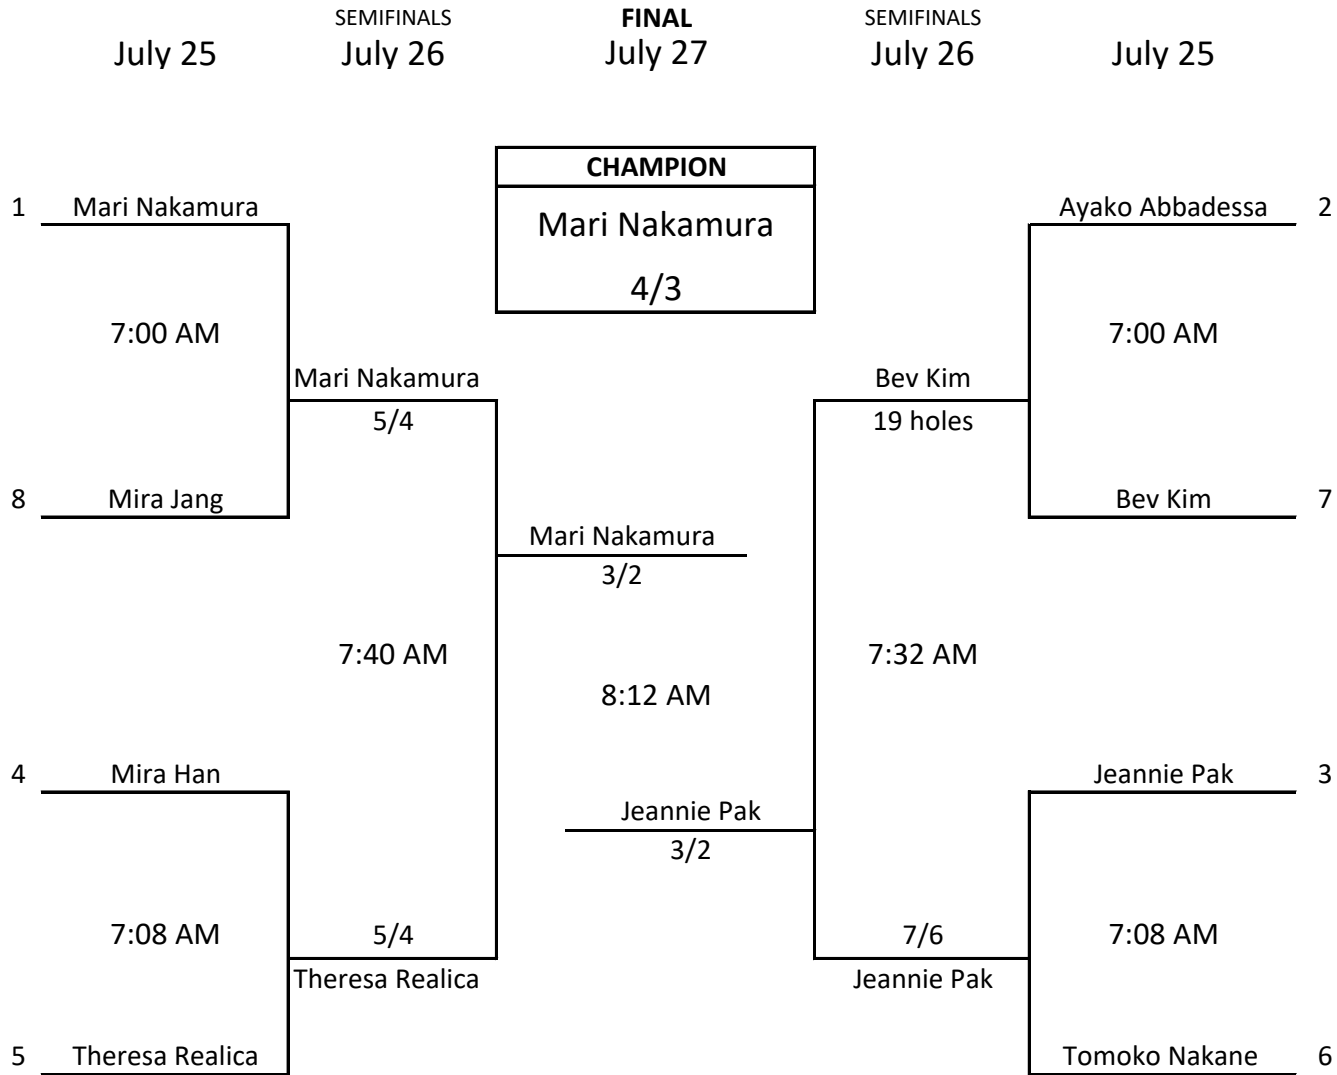 SEMIFINALS FINAL SEMIFINALS
July 25 July 26 July 27 July 26 July 25
CHAMPION
1 Mari Nakamura Ayako Abbadessa 2
Mari Nakamura
4/3
7:00 AM 7:00 AM
Mari Nakamura Bev Kim
5/4 19 holes
8 Mira Jang Bev Kim 7
Mari Nakamura
3/2
7:40 AM 7:32 AM
8:12 AM
4 Mira Han Jeannie Pak 3
Jeannie Pak
3/2
7:08 AM 5/4 7/6 7:08 AM
Theresa Realica Jeannie Pak
5 Theresa Realica Tomoko Nakane 6